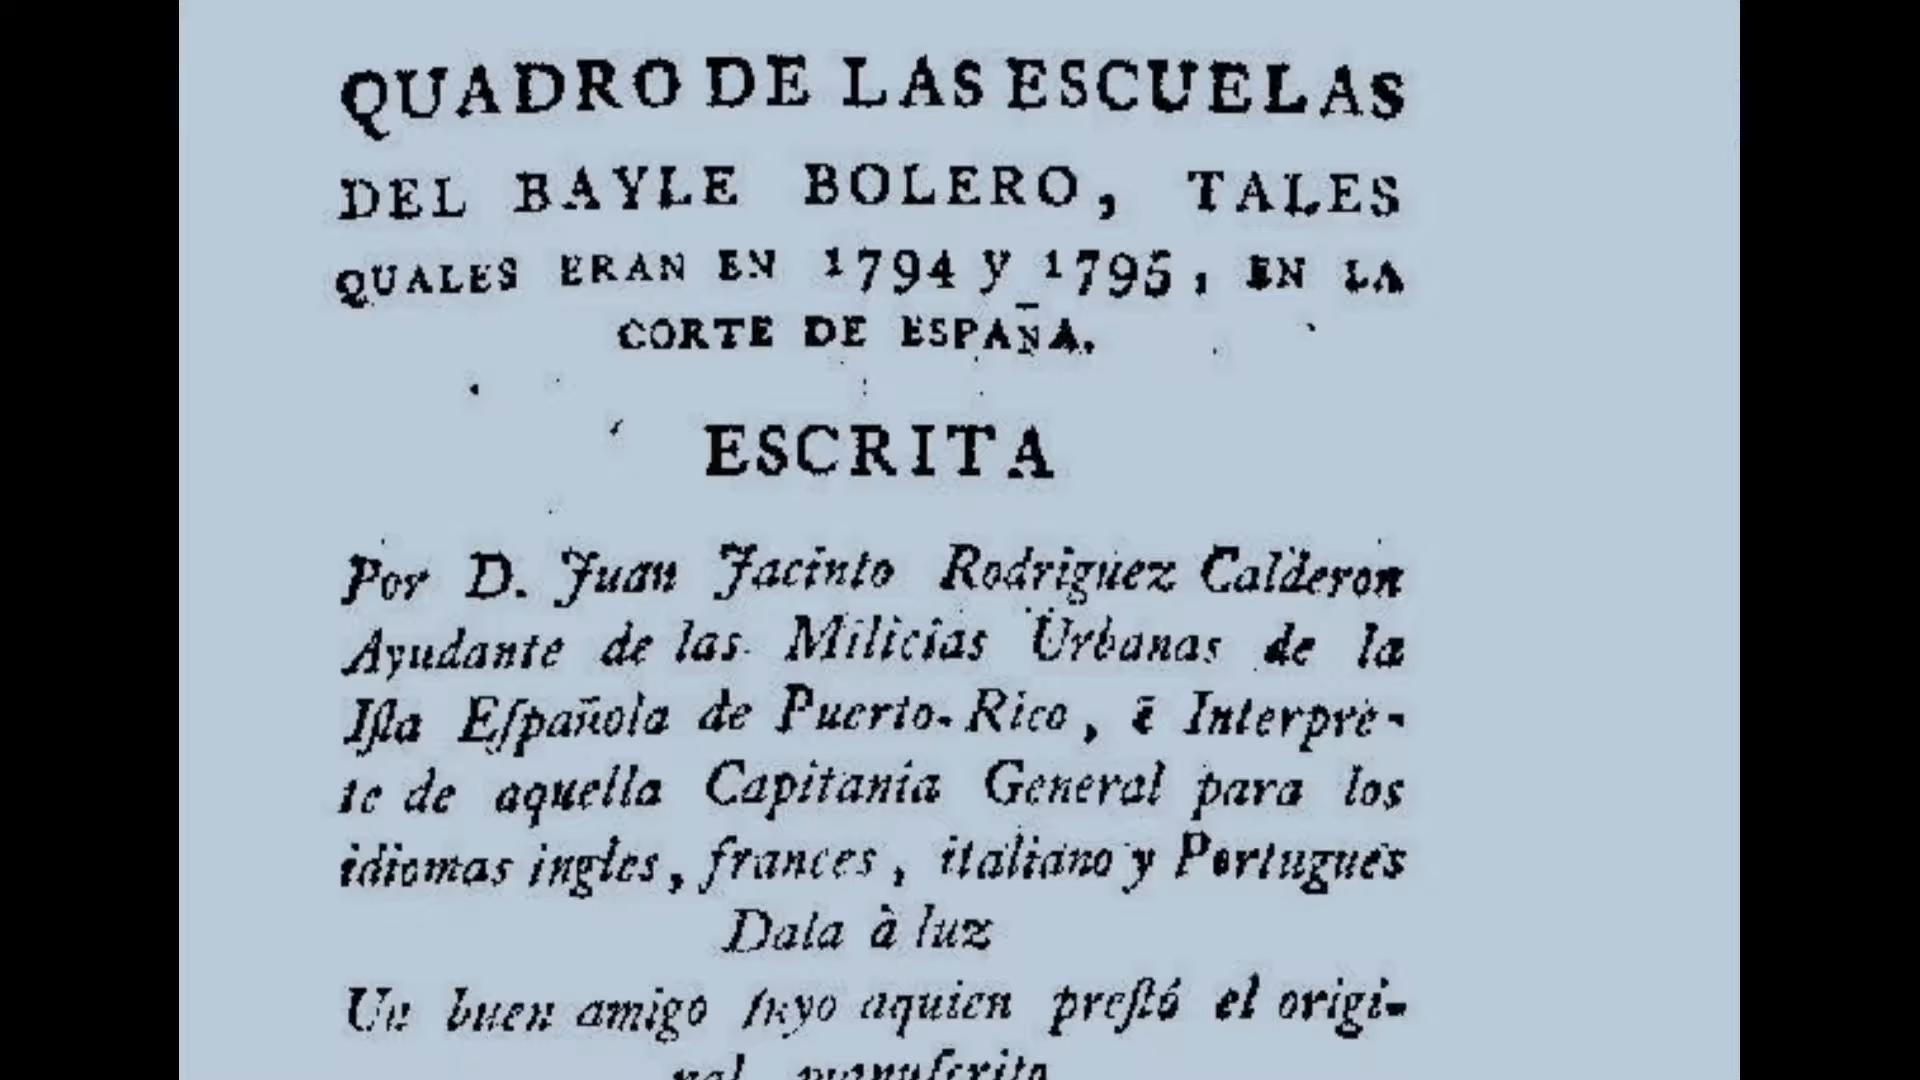 QUADRO DE LAS ESCUELAS
DEL BAYLE BOLERO, TALES
QUALES ERAN EN 1794 y 1795, EN LA
CORTE DE ESPAÑA.
ESCRITA
Por D. Juan Jacinto Rodriguez Calderon
Ayudante de las Milicias Urbanas de la
Iſla Eſpañola de Puerto-Rico, é Interpre-
te de aquella Capitania General para los
idiomas ingles, frances, italiano y Portugues
Dala à luz
Un buen amigo ſuyo aquien preſtó el origi-
nal manuſcrito